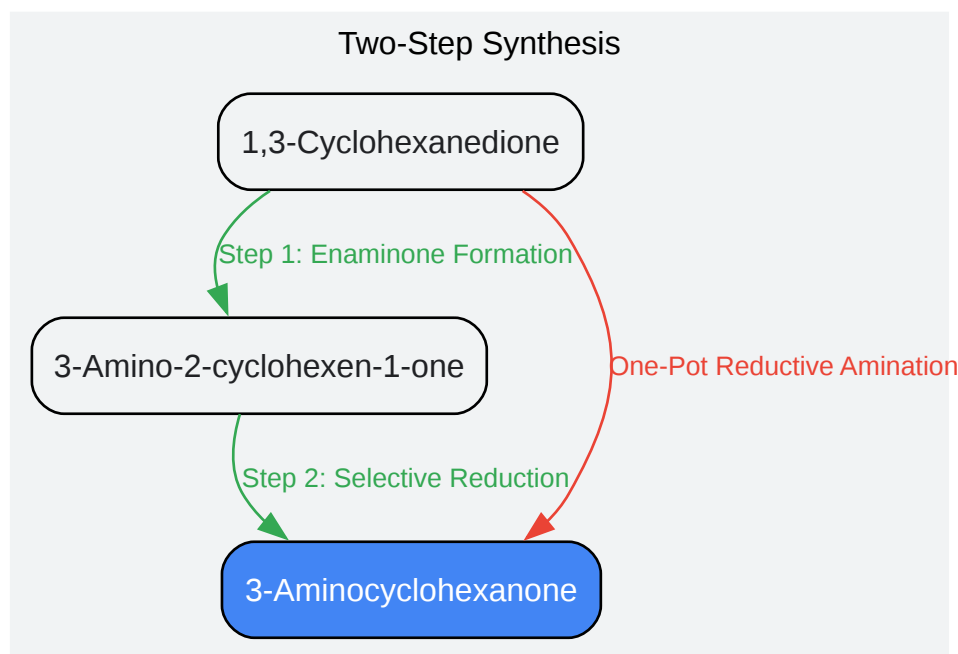 Two-Step Synthesis
1,3-Cyclohexanedione
Step 1: Enaminone Formation
3-Amino-2-cyclohexen-1-one
One-Pot Reductive Amination
Step 2: Selective Reduction
3-Aminocyclohexanone